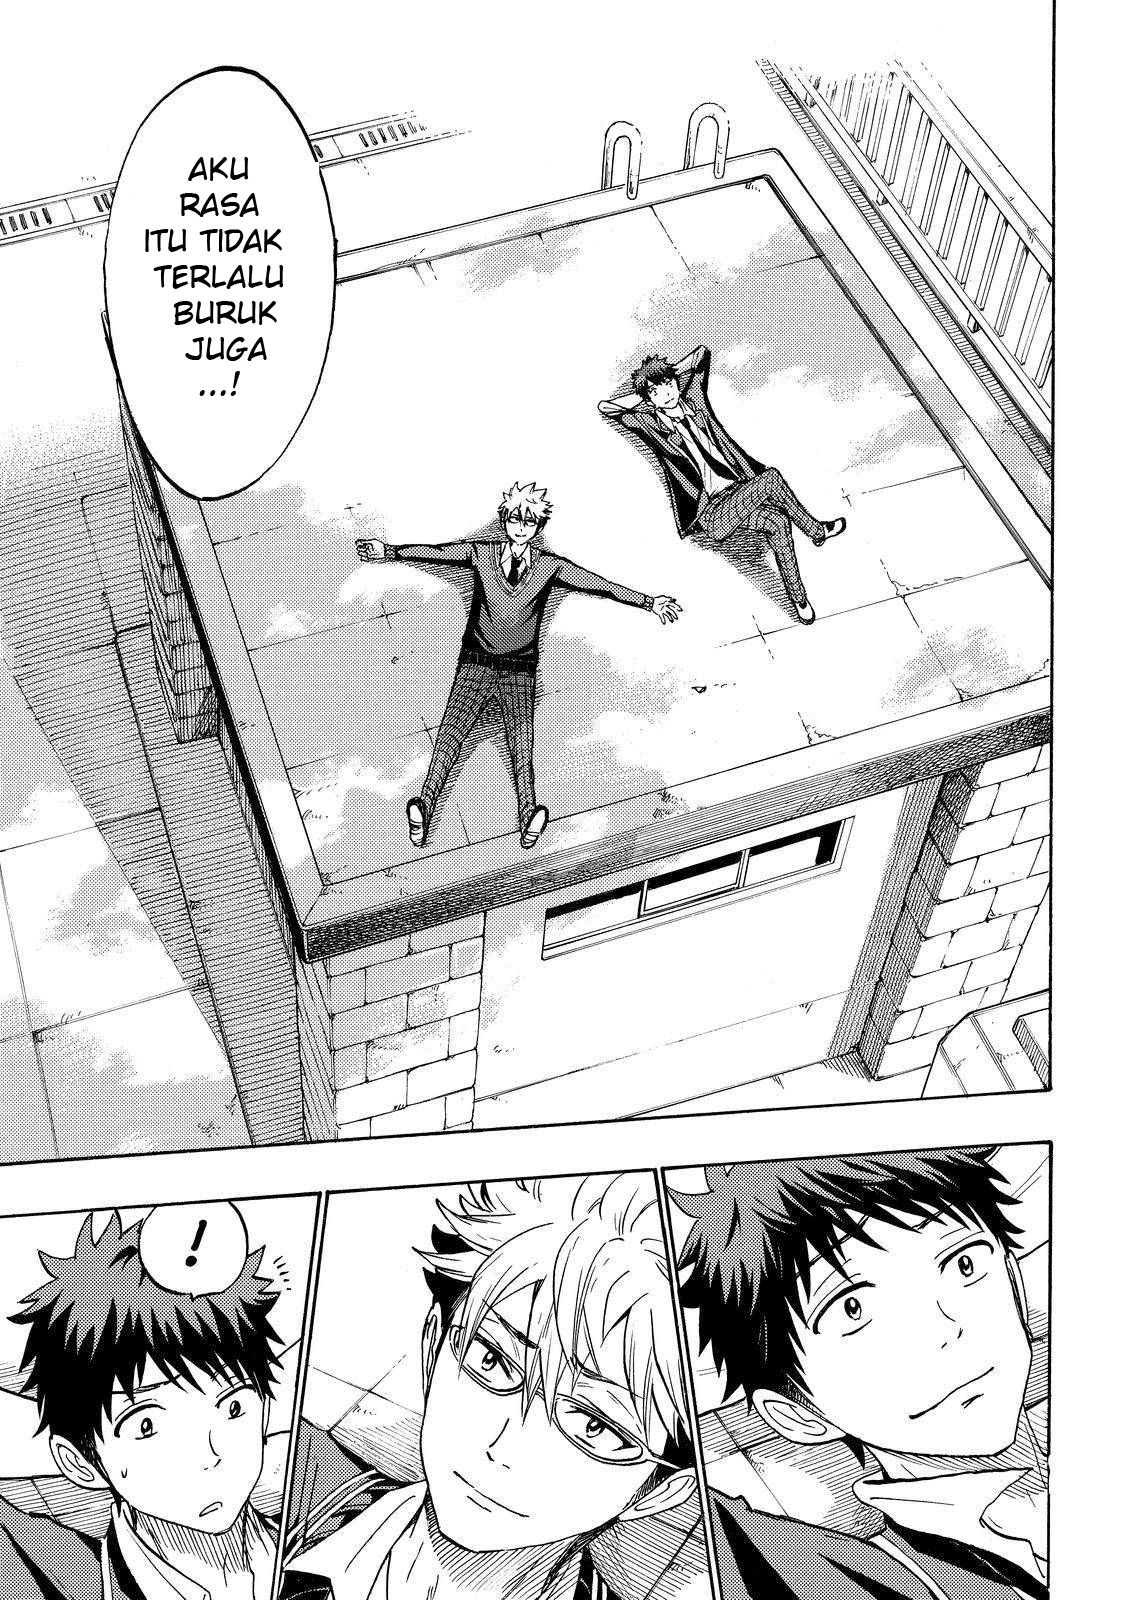 AKU
RASA
ITU TIDAK
TERLALU
BURUK
JUGA
...!
!